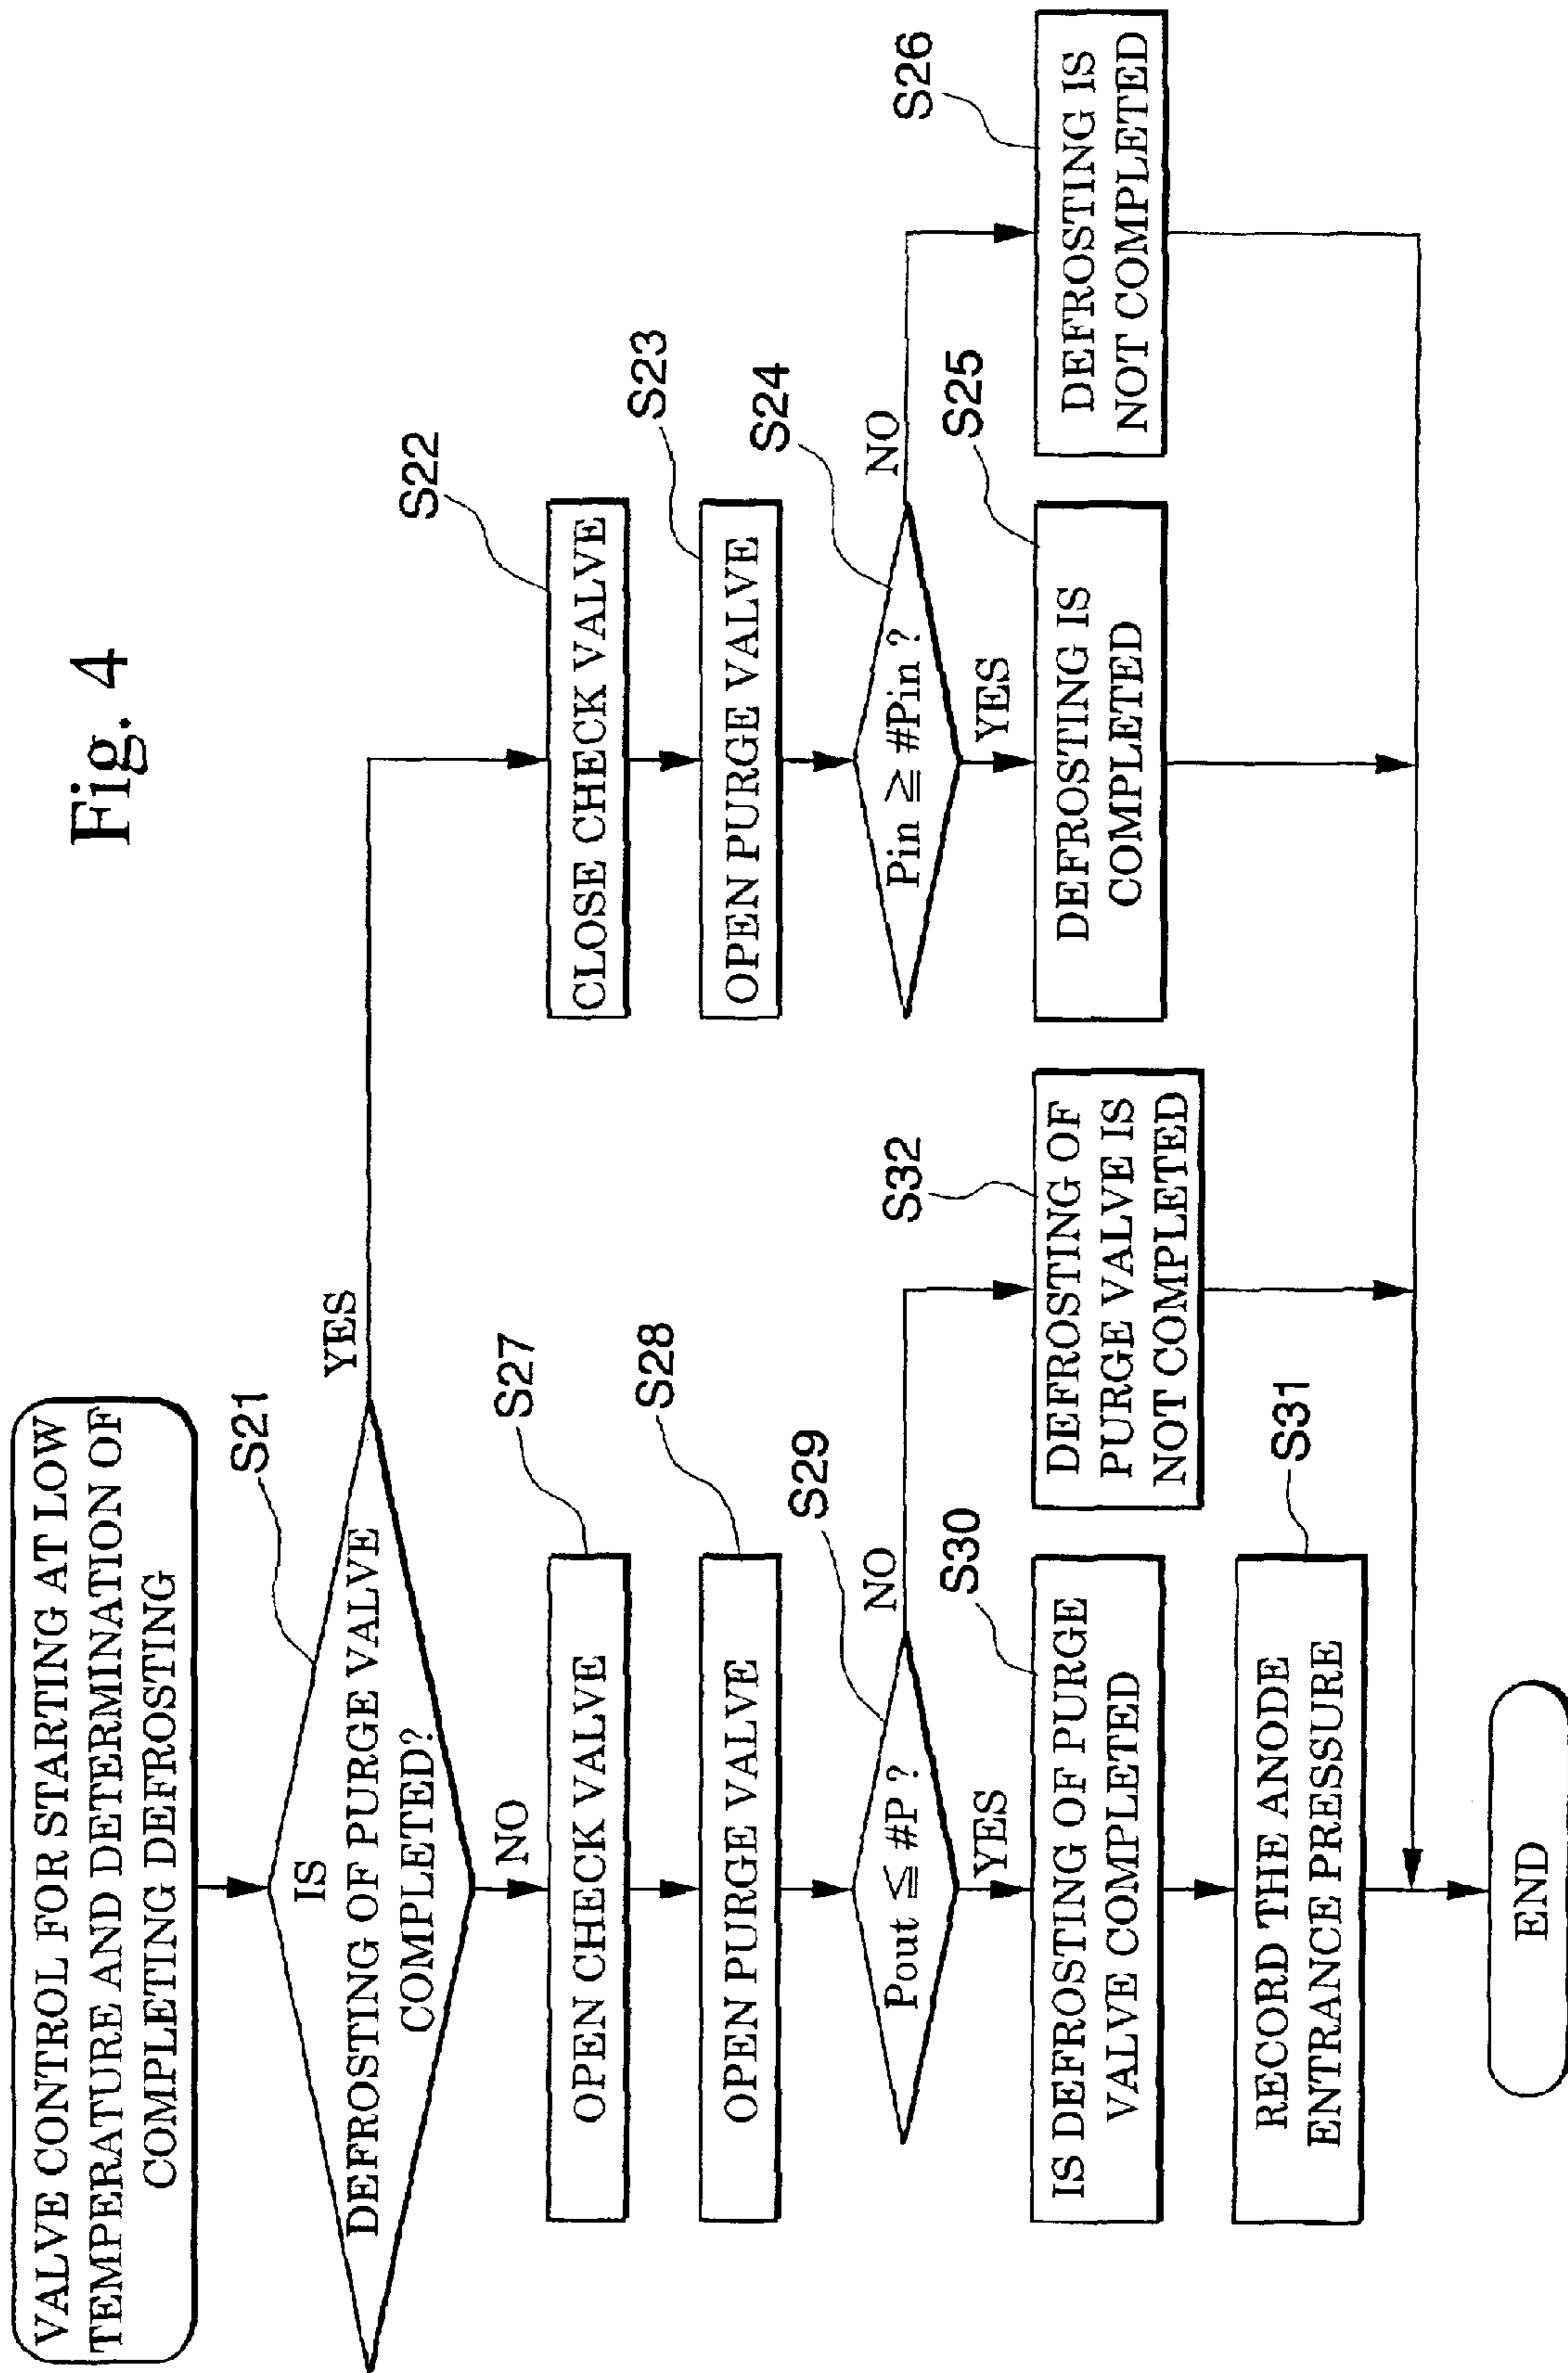 Fig. 4
VALVE CONTROL FOR STARTING AT LOW
TEMPERATURE AND DETERMINATION OF
COMPLETING DEFROSTING
S21
IS
DEFROSTING OF PURGE VALVE
COMPLETED?
YES
NO
S27
OPEN CHECK VALVE
S28
OPEN PURGE VALVE
S29
Pout ≦ #P ?
NO
YES
S30
IS DEFROSTING OF PURGE
VALVE COMPLETED
S31
RECORD THE ANODE
ENTRANCE PRESSURE
S32
DEFROSTING OF
PURGE VALVE IS
NOT COMPLETED
S22
CLOSE CHECK VALVE
S23
OPEN PURGE VALVE
S24
Pin ≧ #Pin ?
NO
YES
S25
DEFROSTING IS
COMPLETED
S26
DEFROSTING IS
NOT COMPLETED
END